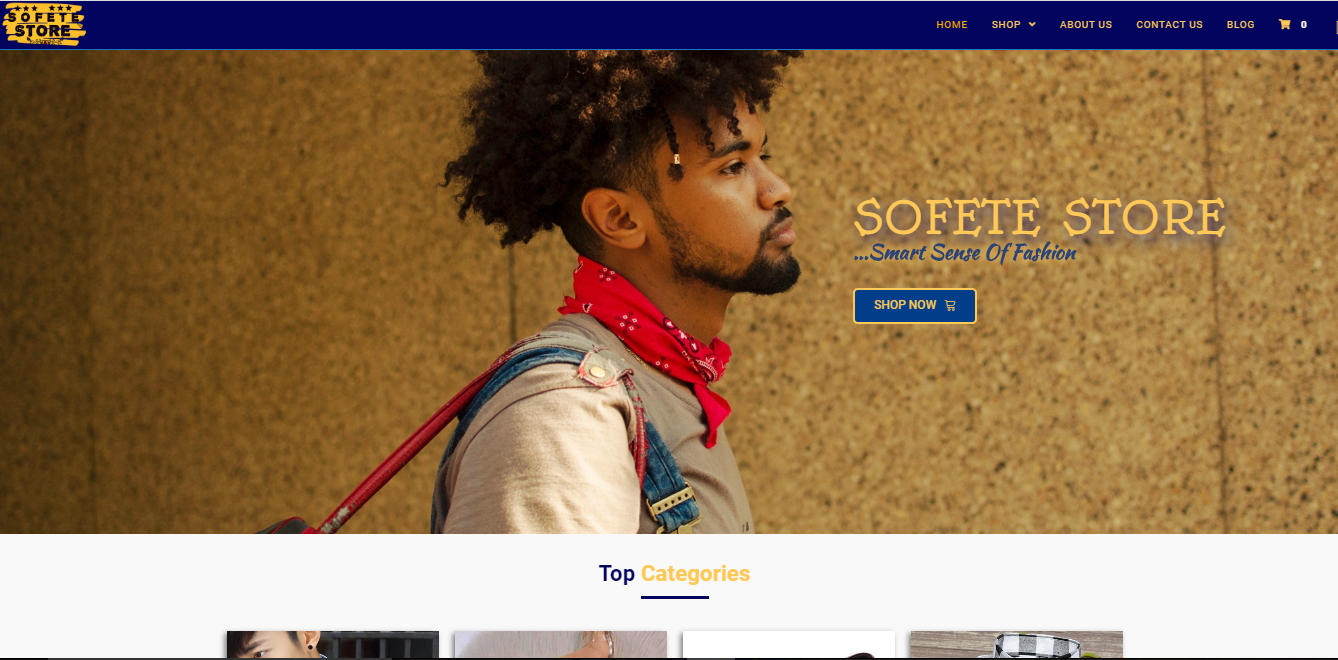 SOFETE
STORE
HOME SHOP ABOUT US CONTACT US BLOG 0
SOFETE STORE
...Smart Sense Of Fashion
SHOP NOW
Top Categories